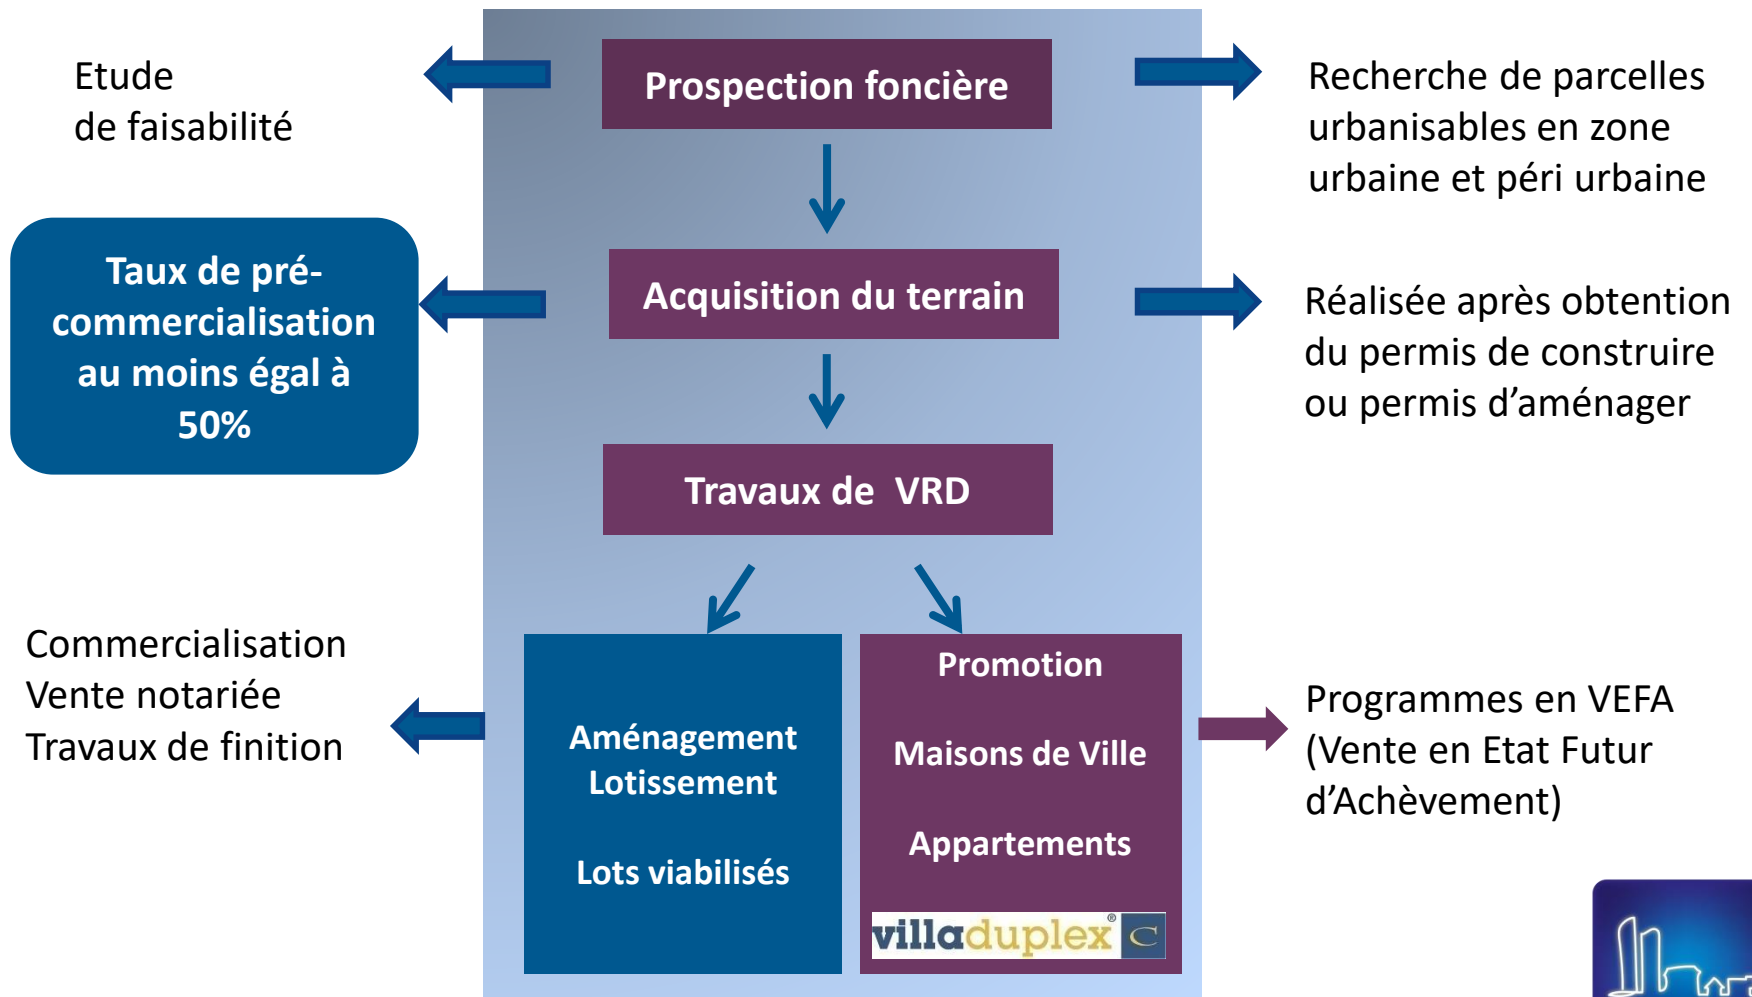 Etude
de faisabilité
Prospection foncière
Recherche de parcelles
urbanisables en zone
urbaine et péri urbaine
Taux de pré-
commercialisation
au moins égal à
50%
Acquisition du terrain
Réalisée après obtention
du permis de construire
ou permis d’aménager
Travaux de VRD
Commercialisation
Vente notariée
Travaux de finition
Aménagement
Lotissement
Lots viabilisés
Promotion
Maisons de Ville
Appartements
villaduplex® C
Programmes en VEFA
(Vente en Etat Futur
d’Achèvement)